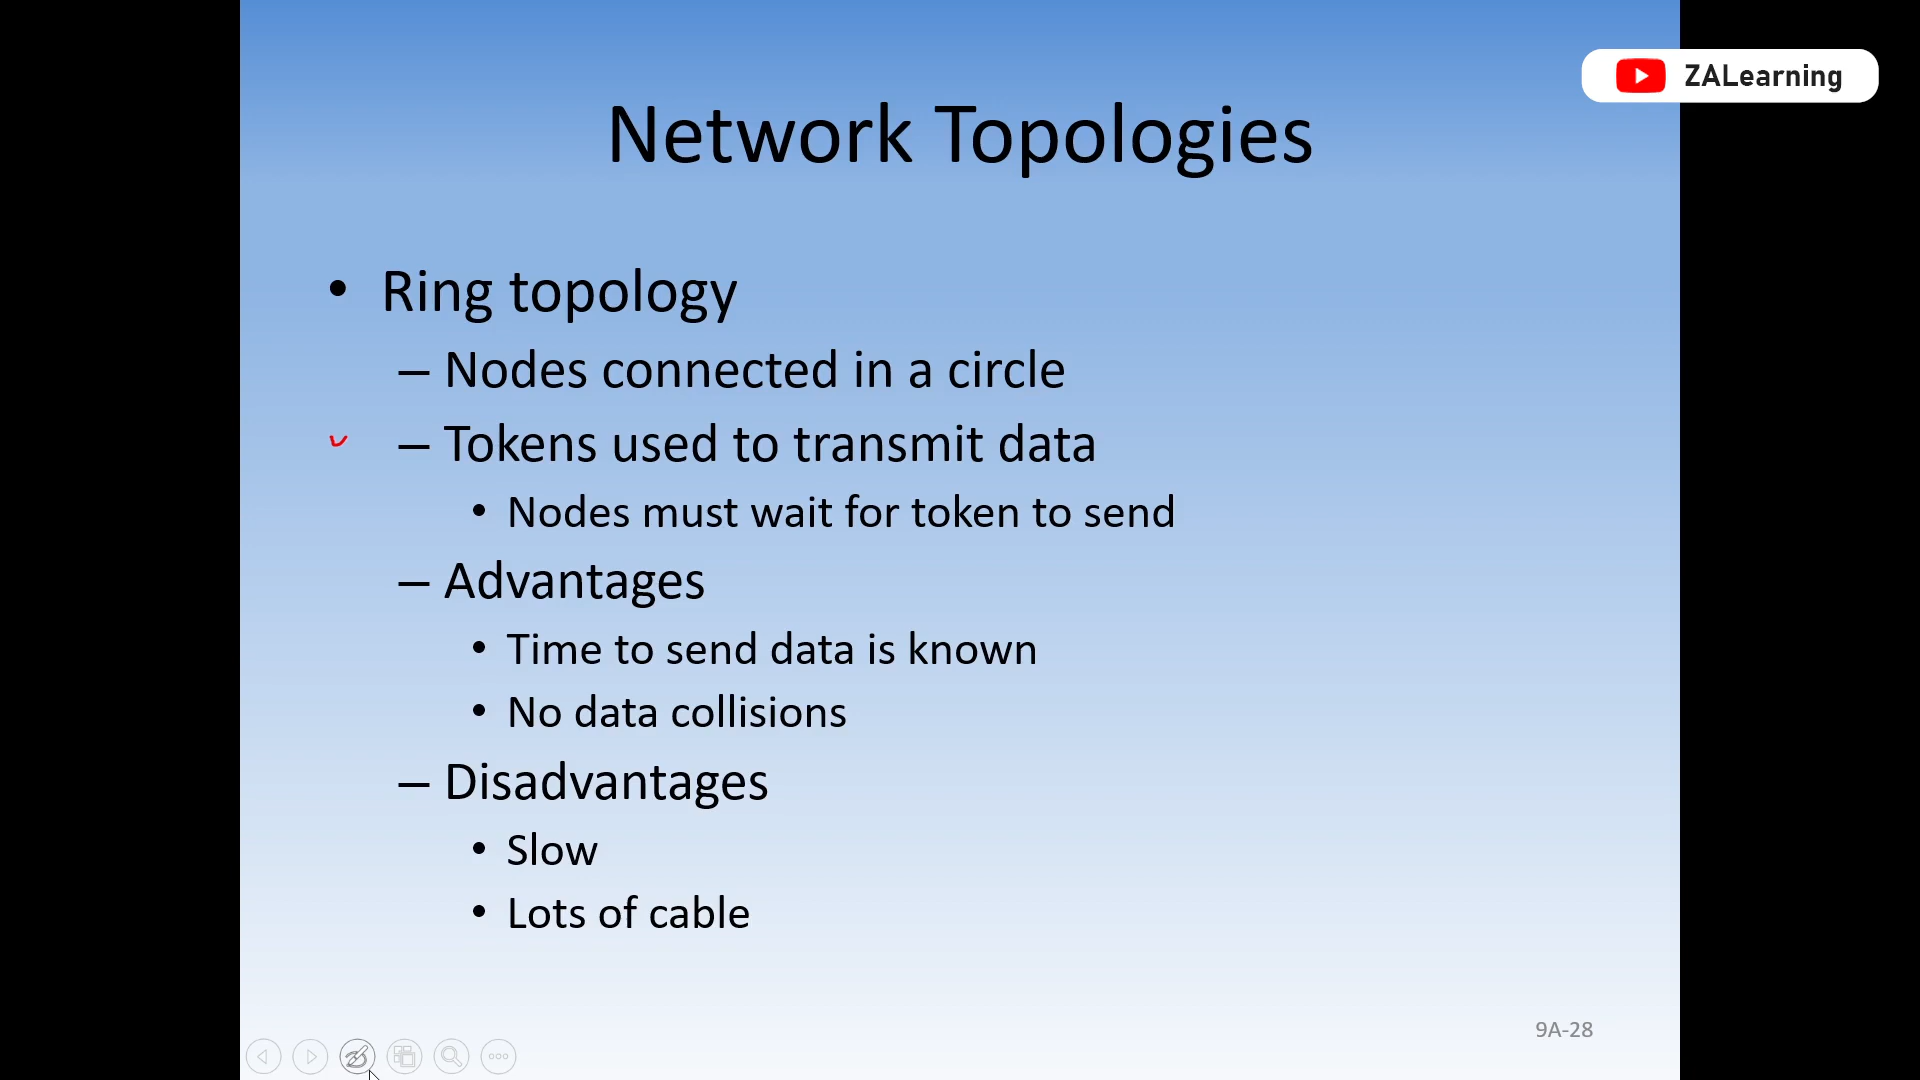 ZALearning
Network Topologies
• Ring topology
– Nodes connected in a circle
– Tokens used to transmit data
• Nodes must wait for token to send
– Advantages
• Time to send data is known
• No data collisions
– Disadvantages
• Slow
• Lots of cable
9A-28